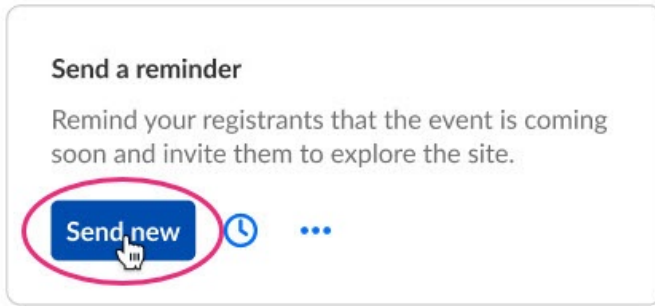 Send a reminder
Remind your registrants that the event is coming
soon and invite them to explore the site.
Send new